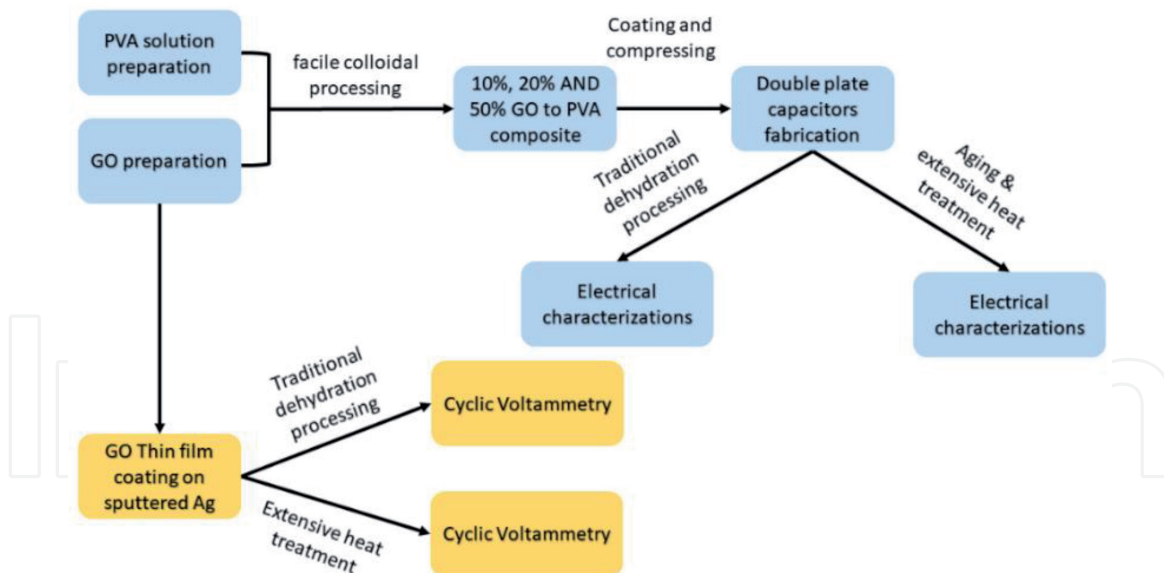 PVA solution
preparation
facile colloidal
processing
10%, 20% AND
50% GO to PVA
composite
Coating and
compressing
Double plate
capacitors
fabrication
GO preparation
Traditional
dehydration
processing
Aging &
extensive heat
treatment
Electrical
characterizations
Electrical
characterizations
Traditional
dehydration
processing
Cyclic Voltammetry
GO Thin film
coating on
sputtered Ag
Extensive heat
treatment
Cyclic Voltammetry